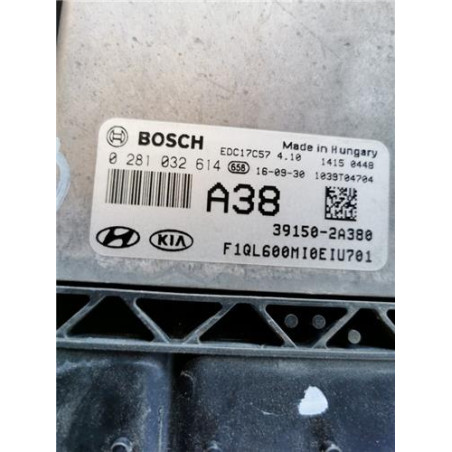 BOSCH EDC17C57 4.10 Made in Hungary
0 281 032 614 658 16-09-30 1415 0448
1039T04704
A38
39150-2A380
KIA F1QL600MI0EIU701